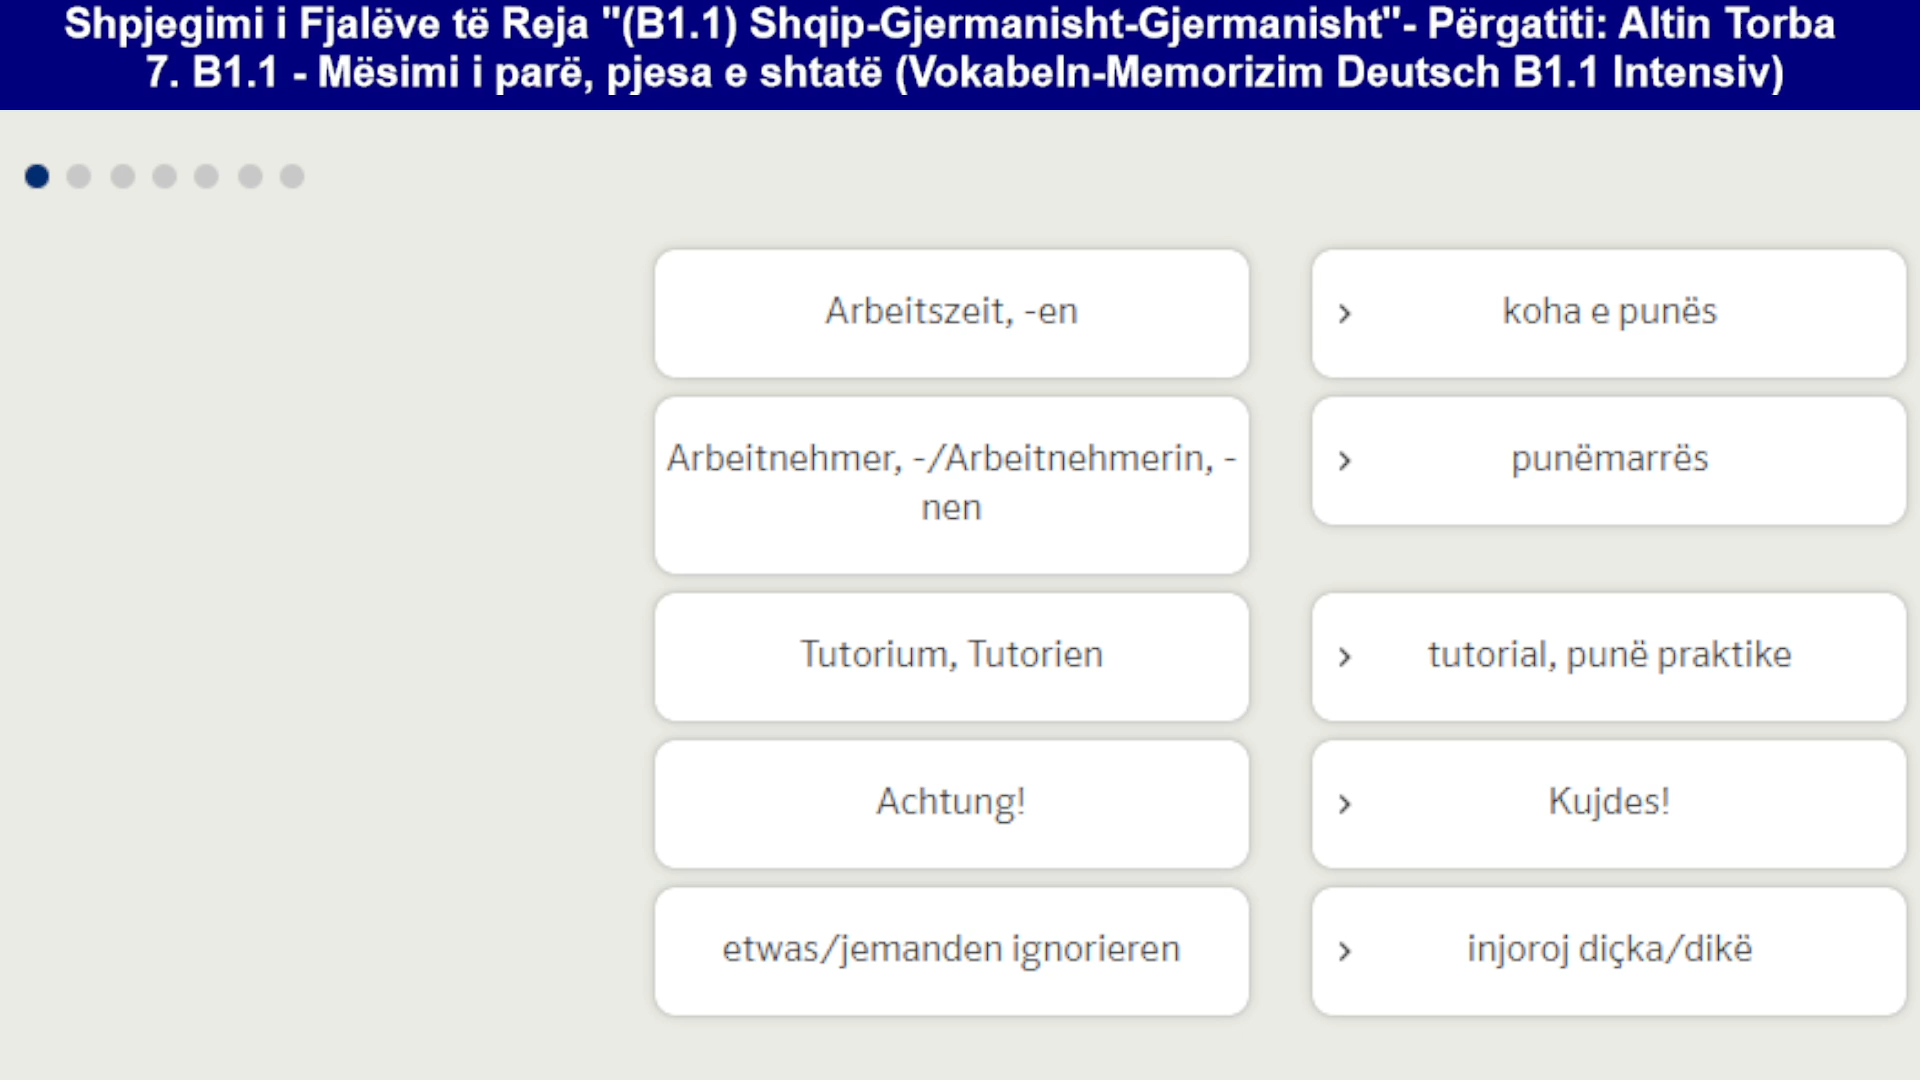 Shpjegimi i Fjalëve të Reja "(B1.1) Shqip-Gjermanisht-Gjermanisht"- Përgatiti: Altin Torba
7. B1.1 - Mësimi i parë, pjesa e shtatë (Vokabeln-Memorizim Deutsch B1.1 Intensiv)
Arbeitszeit, -en
koha e punës
Arbeitnehmer, -/Arbeitnehmerin, -
nen
punëmarrës
Tutorium, Tutorien
tutorial, punë praktike
Achtung!
Kujdes!
etwas/jemanden ignorieren
injoroj diçka/dikë